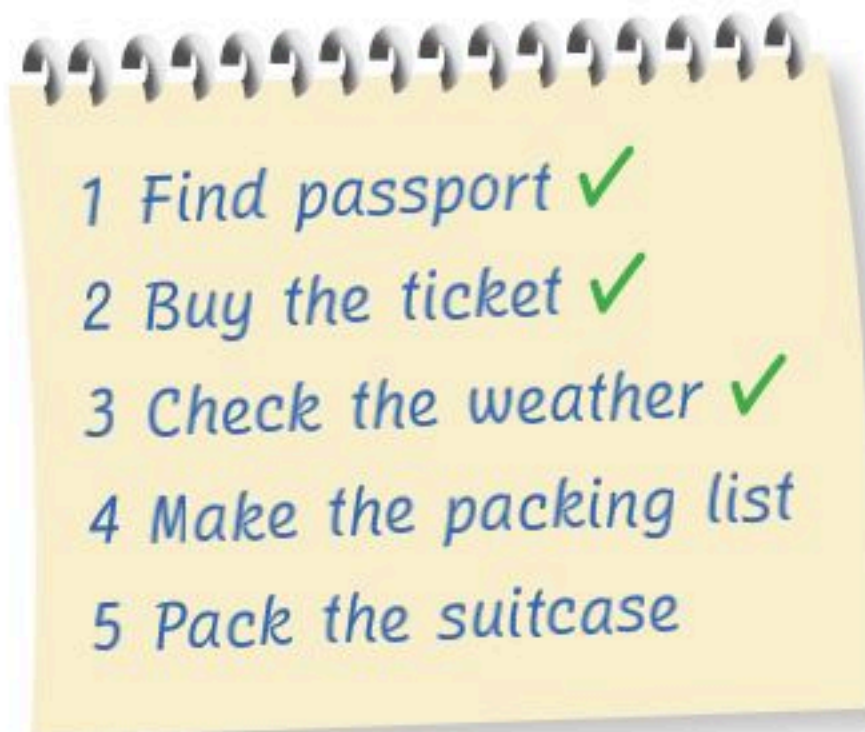 1 Find passport ✓
2 Buy the ticket ✓
3 Check the weather ✓
4 Make the packing list
5 Pack the suitcase